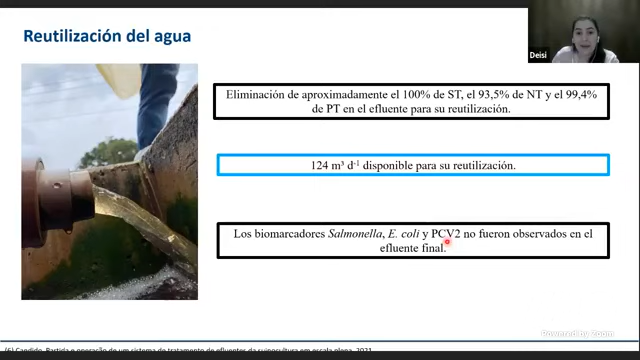 Reutilización del agua
Deisi
Eliminación de aproximadamente el 100% de ST, el 93,5% de NT y el 99,4%
de PT en el efluente para su reutilización.
124 m³ d⁻¹ disponible para su reutilización.
Los biomarcadores Salmonella, E. coli y PCV2 no fueron observados en el
efluente final.
Powered by Zoom
(6) Candido. Partida e operação de um sistema de tratamento de efluentes da suinocultura em escala plena. 2021